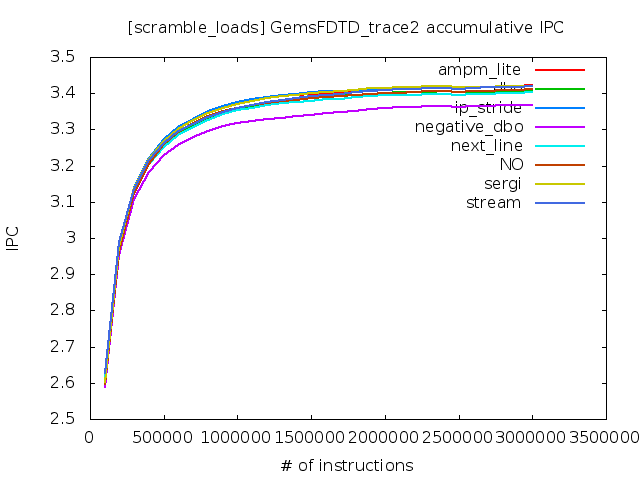 [scramble_loads] GemsFDTD_trace2 accumulative IPC
3.5
3.4
3.3
3.2
3.1
3
2.9
2.8
2.7
2.6
2.5
IPC
ampm_lite
dbo
ip_stride
negative_dbo
next_line
NO
sergi
stream
0 500000 1000000 1500000 2000000 2500000 3000000 3500000
# of instructions